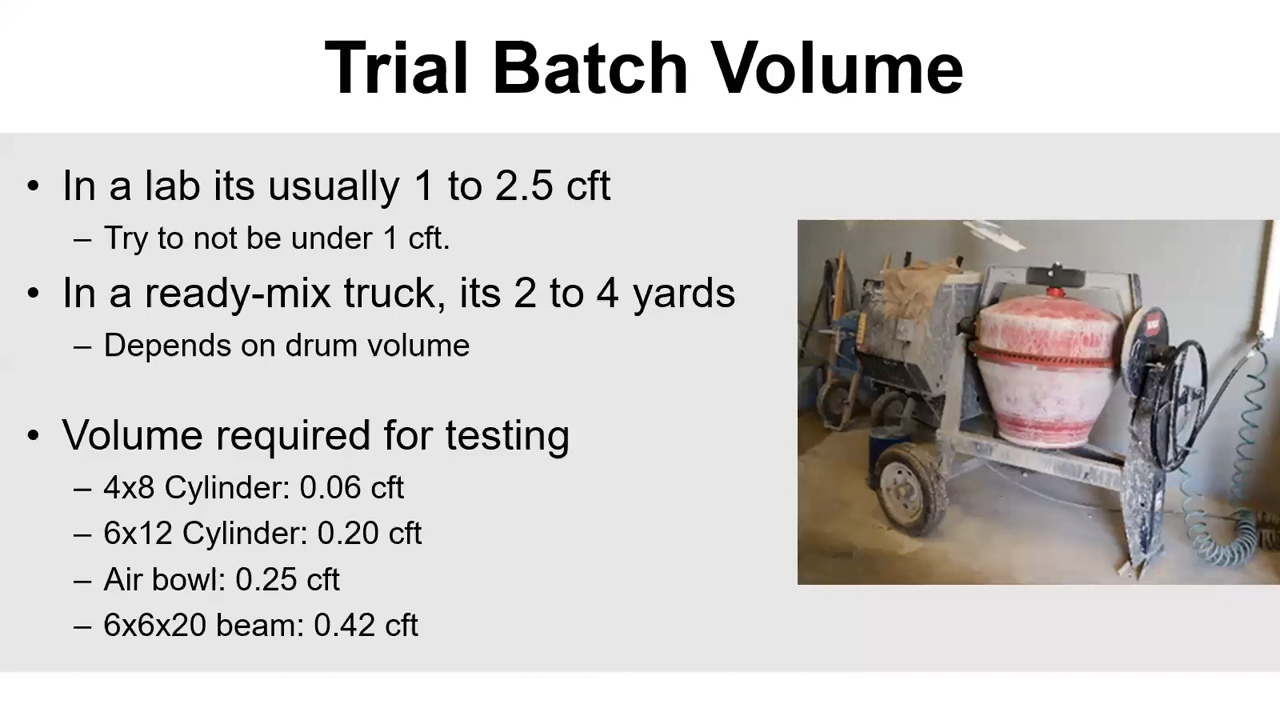 Trial Batch Volume
• In a lab its usually 1 to 2.5 cft
– Try to not be under 1 cft.
• In a ready-mix truck, its 2 to 4 yards
– Depends on drum volume
• Volume required for testing
– 4x8 Cylinder: 0.06 cft
– 6x12 Cylinder: 0.20 cft
– Air bowl: 0.25 cft
– 6x6x20 beam: 0.42 cft